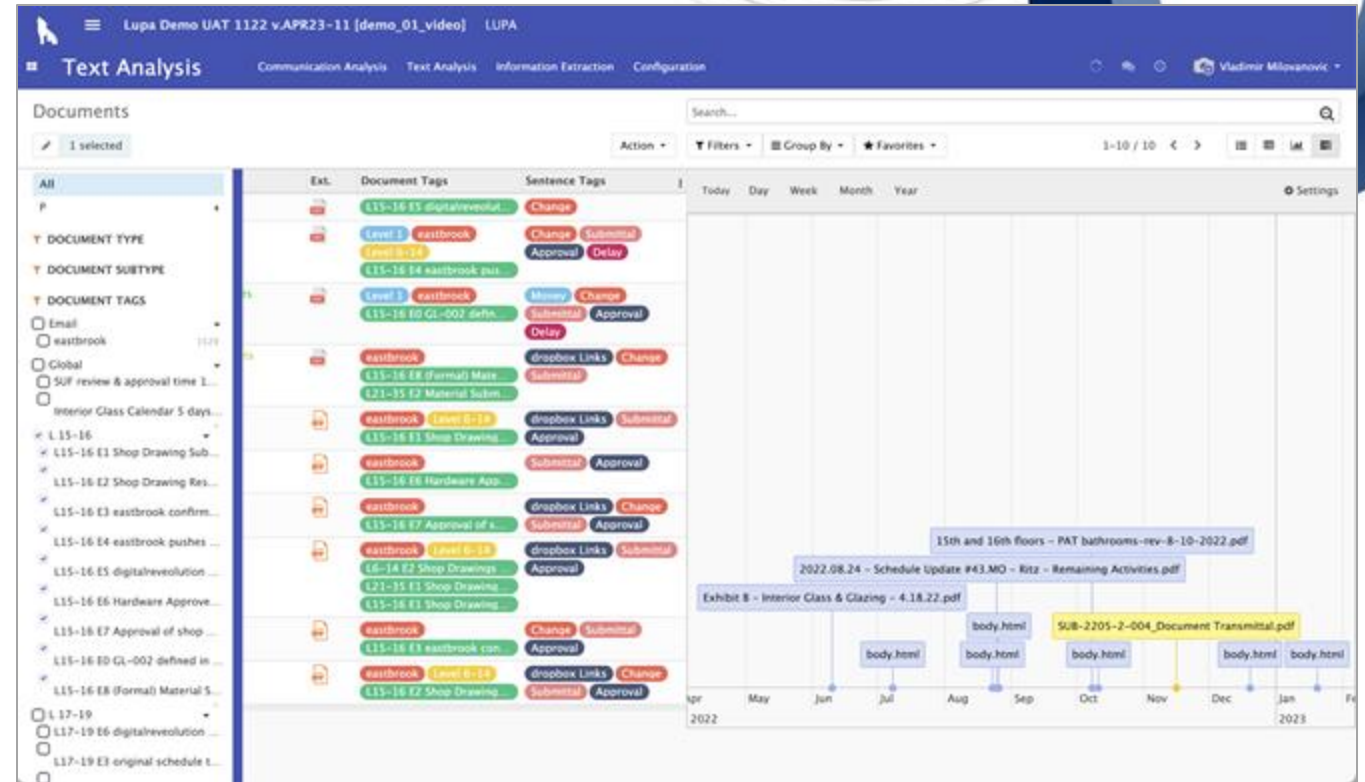 Lupa Demo UAT 1122 v.APR23-11 [demo_01_video] LUPA
Text Analysis Communication Analysis Text Analysis Information Extraction Configuration Vladimir Milovanovic
Documents Search...
1 selected Action Filters Group By Favorites 1-10 / 10
All
P
DOCUMENT TYPE
DOCUMENT SUBTYPE
DOCUMENT TAGS
Email
eastbrook
Global
SUF review & approval time 1...
Interior Glass Calendar 5 days...
L 15-16
L15-16 E1 Shop Drawing Sub...
L15-16 E2 Shop Drawing Res...
L15-16 E3 eastbrook confirm...
L15-16 E4 eastbrook pushes ...
L15-16 E5 digitalreveolution ...
L15-16 E6 Hardware Approve...
L15-16 E7 Approval of shop ...
L15-16 E0 GL-002 defined in ...
L15-16 E8 (Formal) Material S...
L 17-19
L17-19 E6 digitalreveolution ...
L17-19 E3 original schedule t...
Ext. Document Tags Sentence Tags
L15-16 E5 digitalreveolut... Change
Level 1 eastbrook Change Submittal
Level 6-14 Approval Delay
L15-16 E4 eastbrook pus...
Level 1 eastbrook Money Change
L15-16 E0 GL-002 defin... Submittal Approval
Delay
eastbrook dropbox Links Change
L15-16 E8 (Formal) Mate... Submittal
L21-35 E2 Material Subm...
eastbrook Level 6-14 dropbox Links Submittal
L15-16 E1 Shop Drawing... Approval
eastbrook Submittal Approval
L15-16 E6 Hardware App...
eastbrook dropbox Links Change
L15-16 E7 Approval of s... Submittal Approval
eastbrook Level 6-14 dropbox Links Submittal
L6-14 E2 Shop Drawings ... Approval
L21-35 E1 Shop Drawing...
L15-16 E1 Shop Drawing...
eastbrook Change Submittal
L15-16 E3 eastbrook con... Approval
eastbrook Level 6-14 dropbox Links Change
L15-16 E2 Shop Drawing... Submittal Approval
Today Day Week Month Year Settings
15th and 16th floors - PAT bathrooms-rev-8-10-2022.pdf
2022.08.24 - Schedule Update #43.MO - Ritz - Remaining Activities.pdf
Exhibit B - Interior Glass & Glazing - 4.18.22.pdf
body.html SUB-2205-2-004_Document Transmittal.pdf
body.html body.html body.html body.html body.html
Apr May Jun Jul Aug Sep Oct Nov Dec Jan
2022 2023